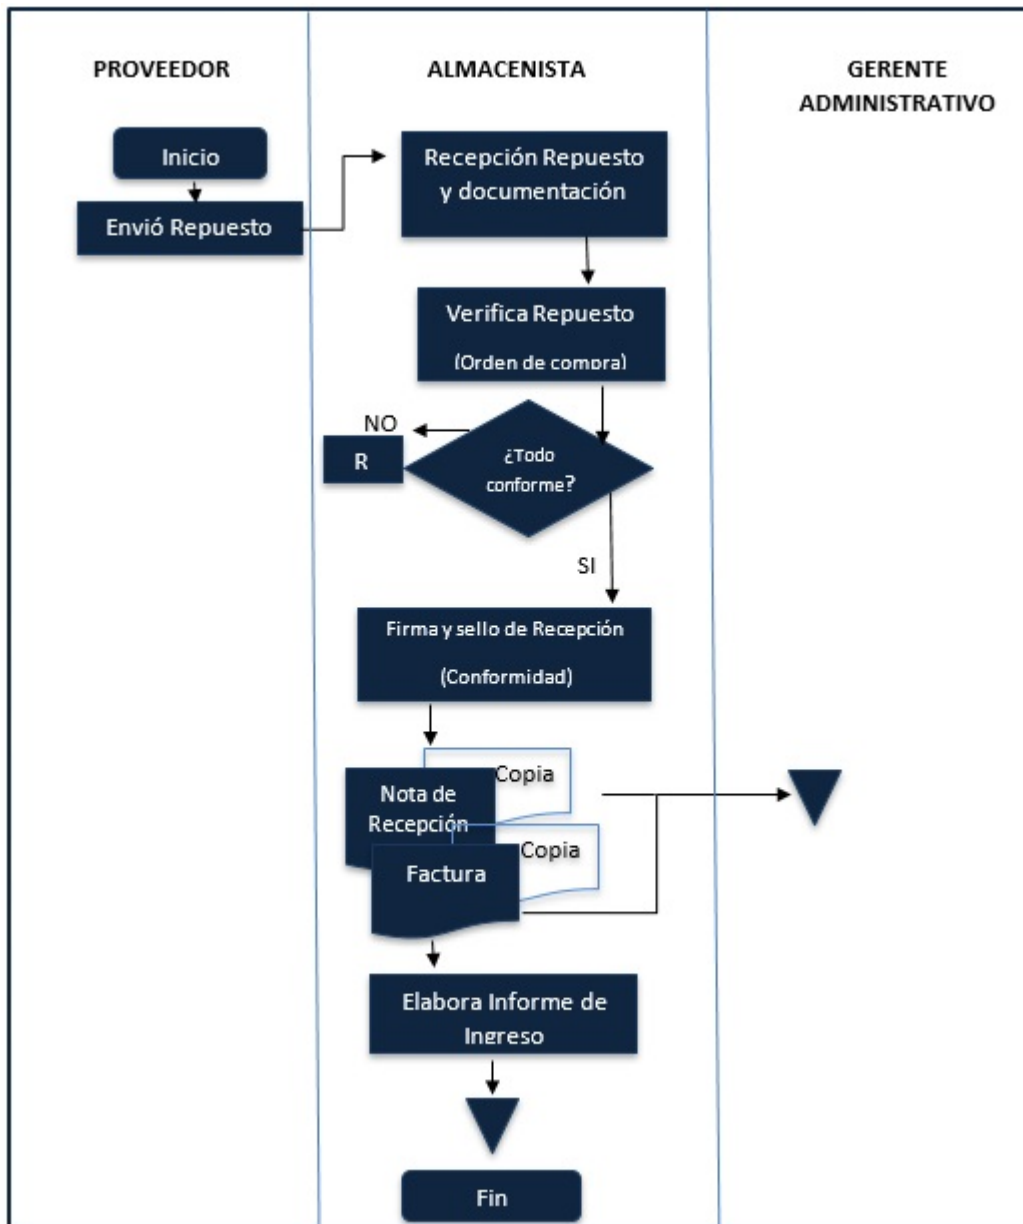 PROVEEDOR
ALMACENISTA
GERENTE
ADMINISTRATIVO
Inicio
Envió Repuesto
Recepción Repuesto
y documentación
Verifica Repuesto
(Orden de compra)
NO
R
¿Todo
conforme?
SI
Firma y sello de Recepción
(Conformidad)
Copia
Nota de
Recepción
Copia
Factura
Elabora Informe de
Ingreso
Fin